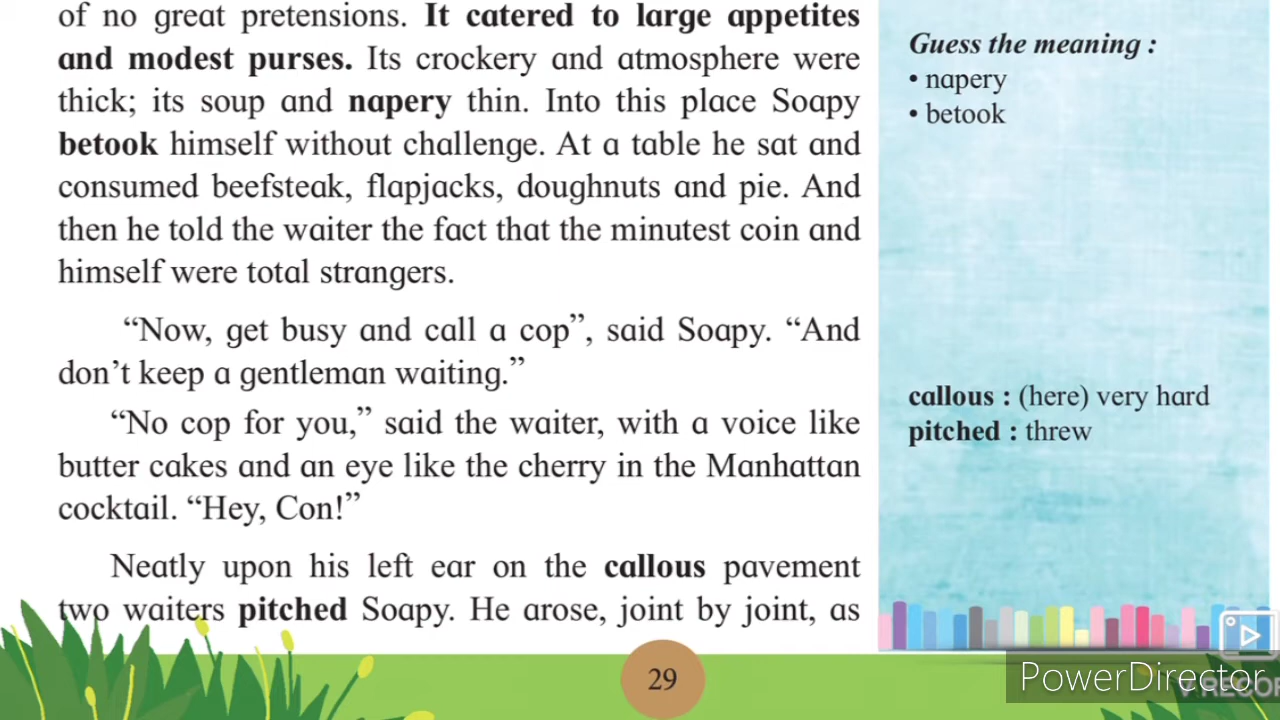 of no great pretensions. It catered to large appetites
and modest purses. Its crockery and atmosphere were
thick; its soup and napery thin. Into this place Soapy
betook himself without challenge. At a table he sat and
consumed beefsteak, flapjacks, doughnuts and pie. And
then he told the waiter the fact that the minutest coin and
himself were total strangers.
“Now, get busy and call a cop”, said Soapy. “And
don’t keep a gentleman waiting.”
“No cop for you,” said the waiter, with a voice like
butter cakes and an eye like the cherry in the Manhattan
cocktail. “Hey, Con!”
Neatly upon his left ear on the callous pavement
two waiters pitched Soapy. He arose, joint by joint, as
29
Guess the meaning :
• napery
• betook
callous : (here) very hard
pitched : threw
PowerDirector